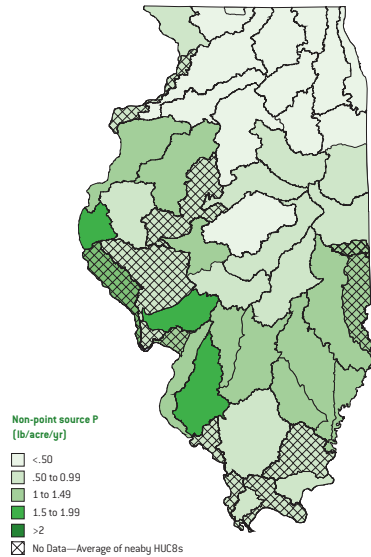 Non-point source P
(lb/acre/yr)
<.50
.50 to 0.99
1 to 1.49
1.5 to 1.99
>2
No Data—Average of neaby HUC8s